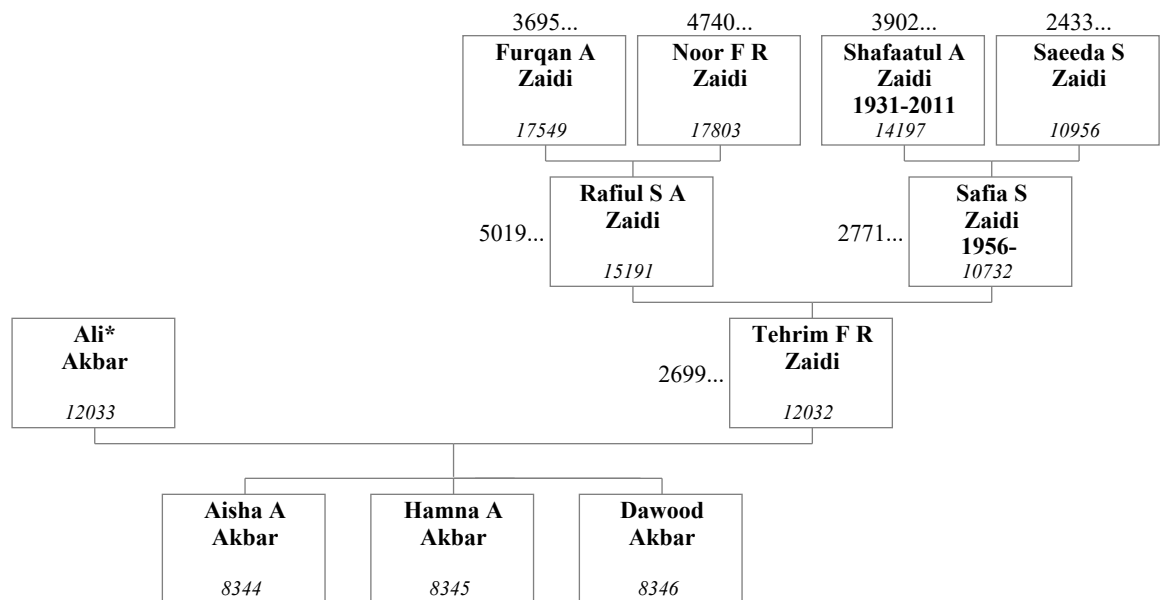 3695... 4740... 3902... 2433...
Furqan A
Zaidi
17549
Noor F R
Zaidi
17803
Shafaatul A
Zaidi
1931-2011
14197
Saeeda S
Zaidi
10956
5019...
Rafiul S A
Zaidi
15191
2771...
Safia S
Zaidi
1956-
10732
Ali*
Akbar
12033
2699...
Tehrim F R
Zaidi
12032
Aisha A
Akbar
8344
Hamna A
Akbar
8345
Dawood
Akbar
8346